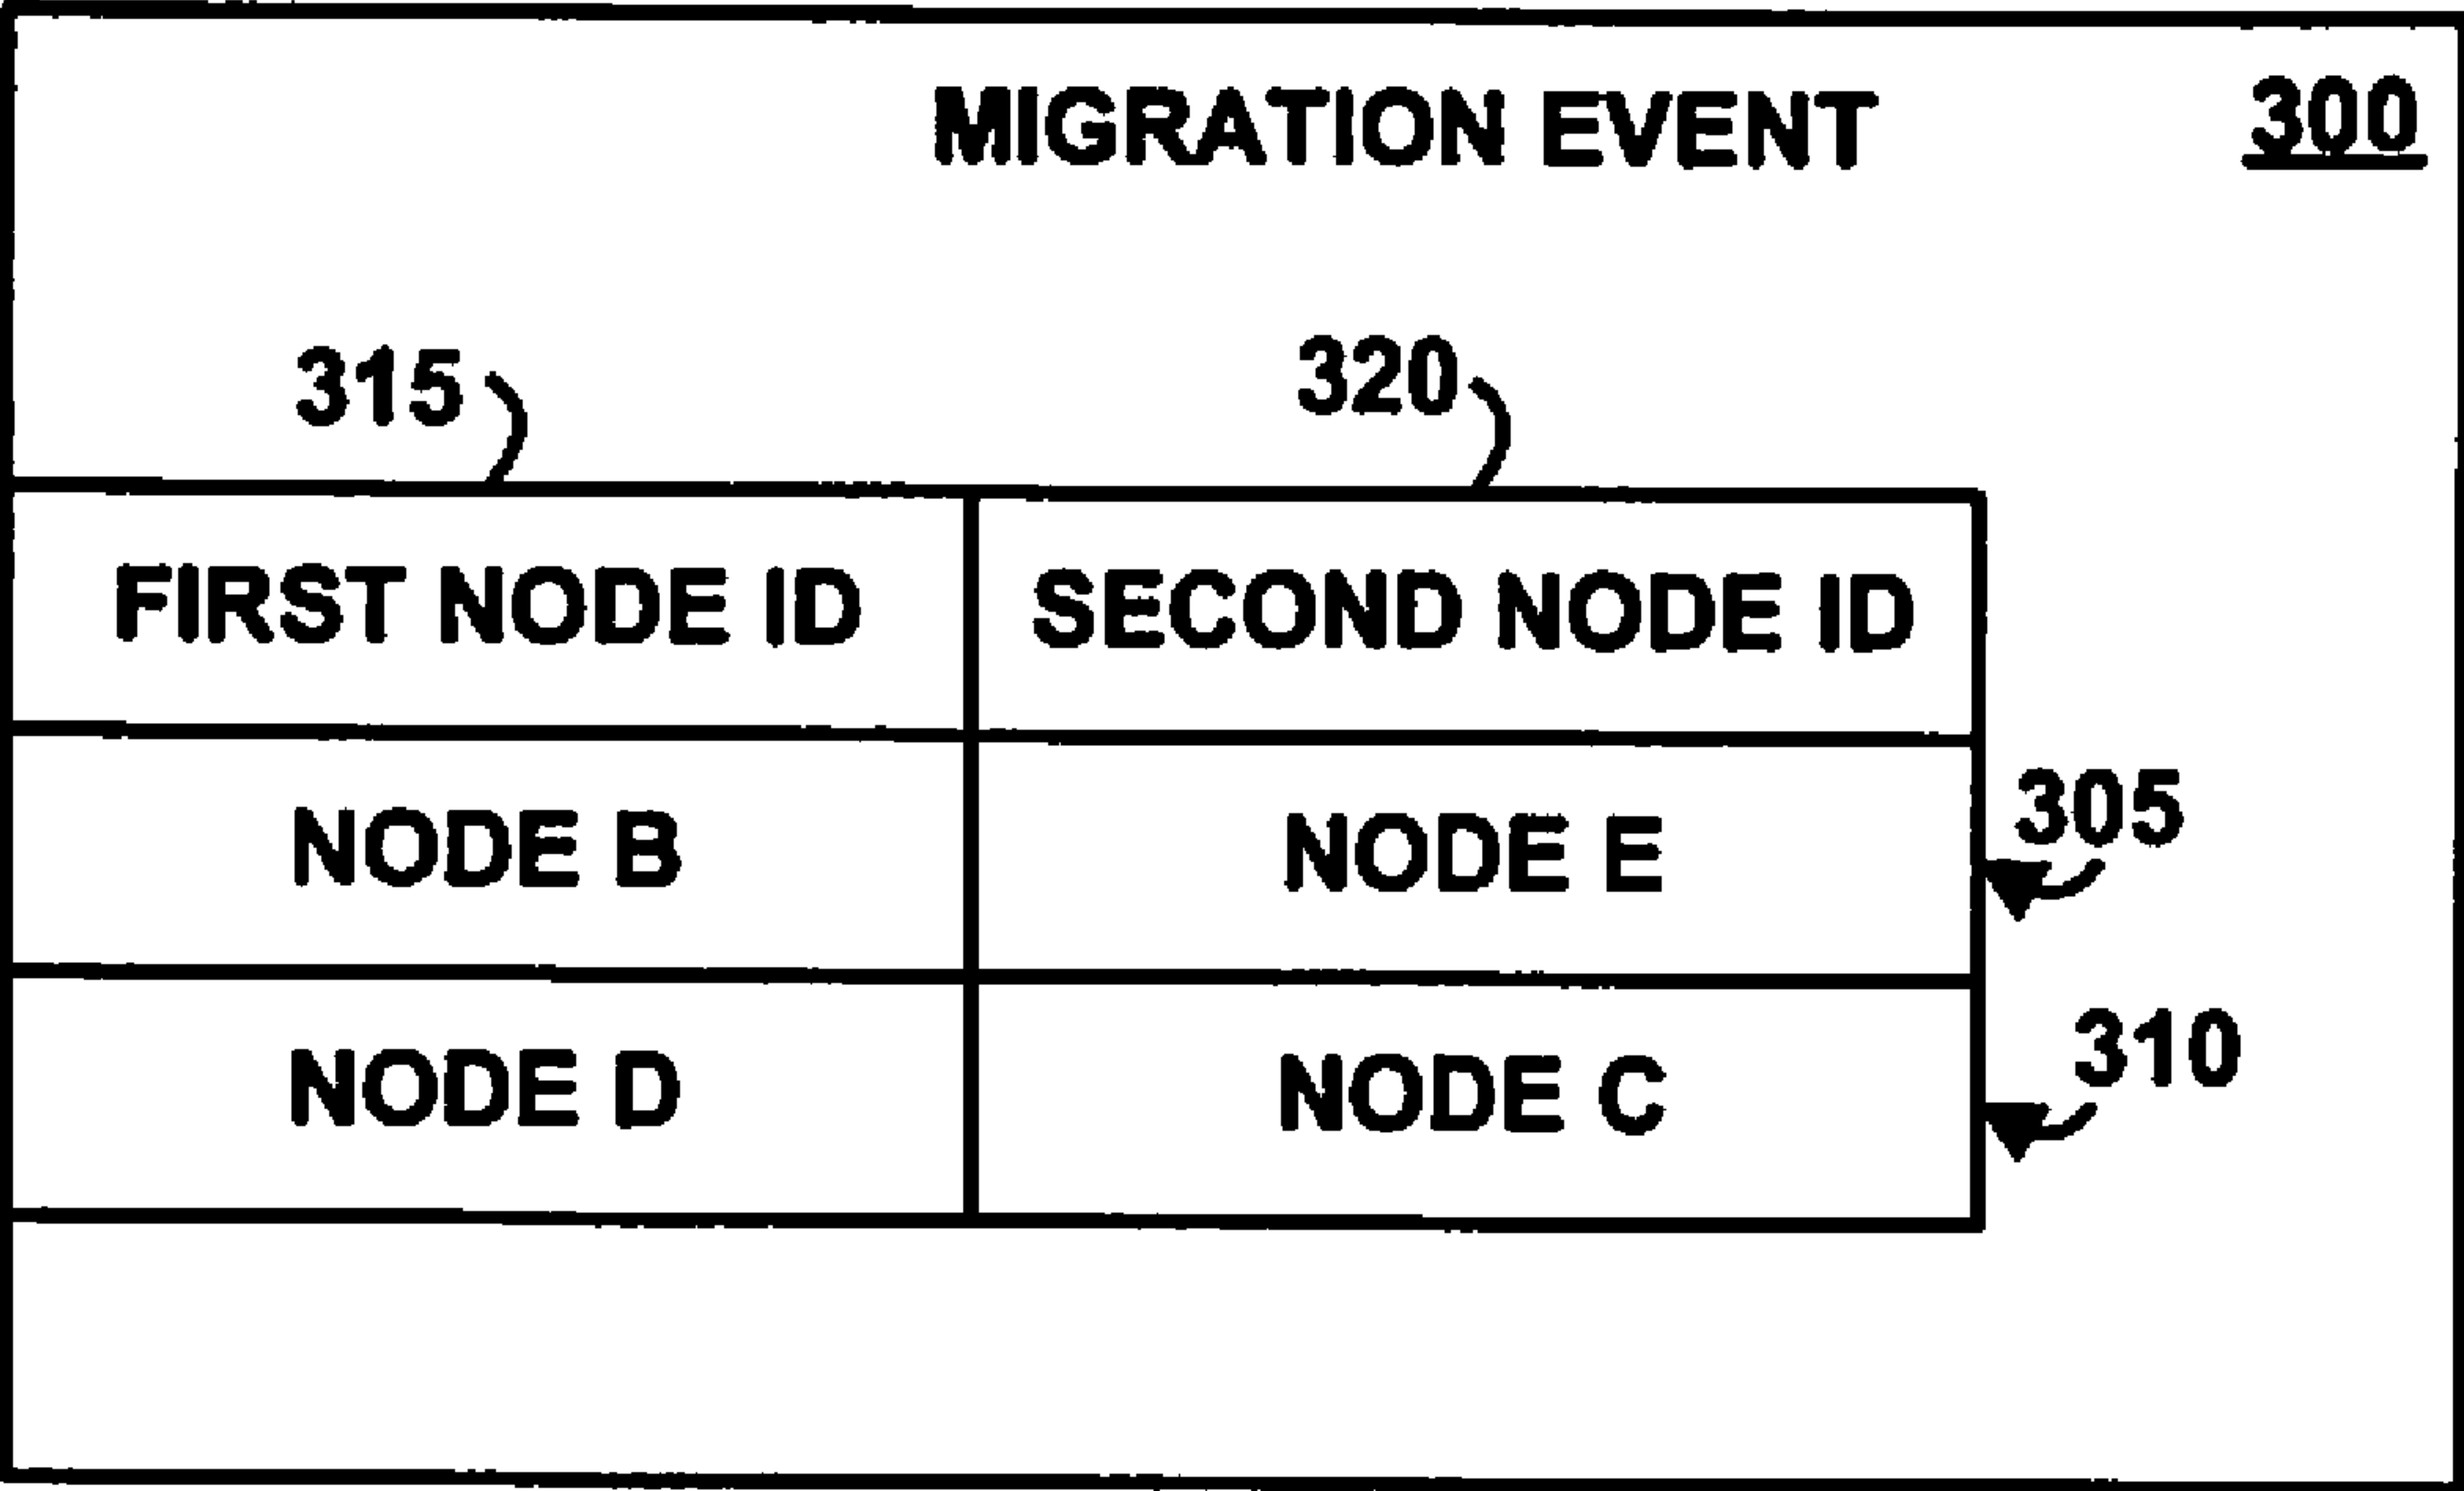 MIGRATION EVENT 300
315 320
FIRST NODE ID SECOND NODE ID
NODE B NODE E 305
NODE D NODE C 310